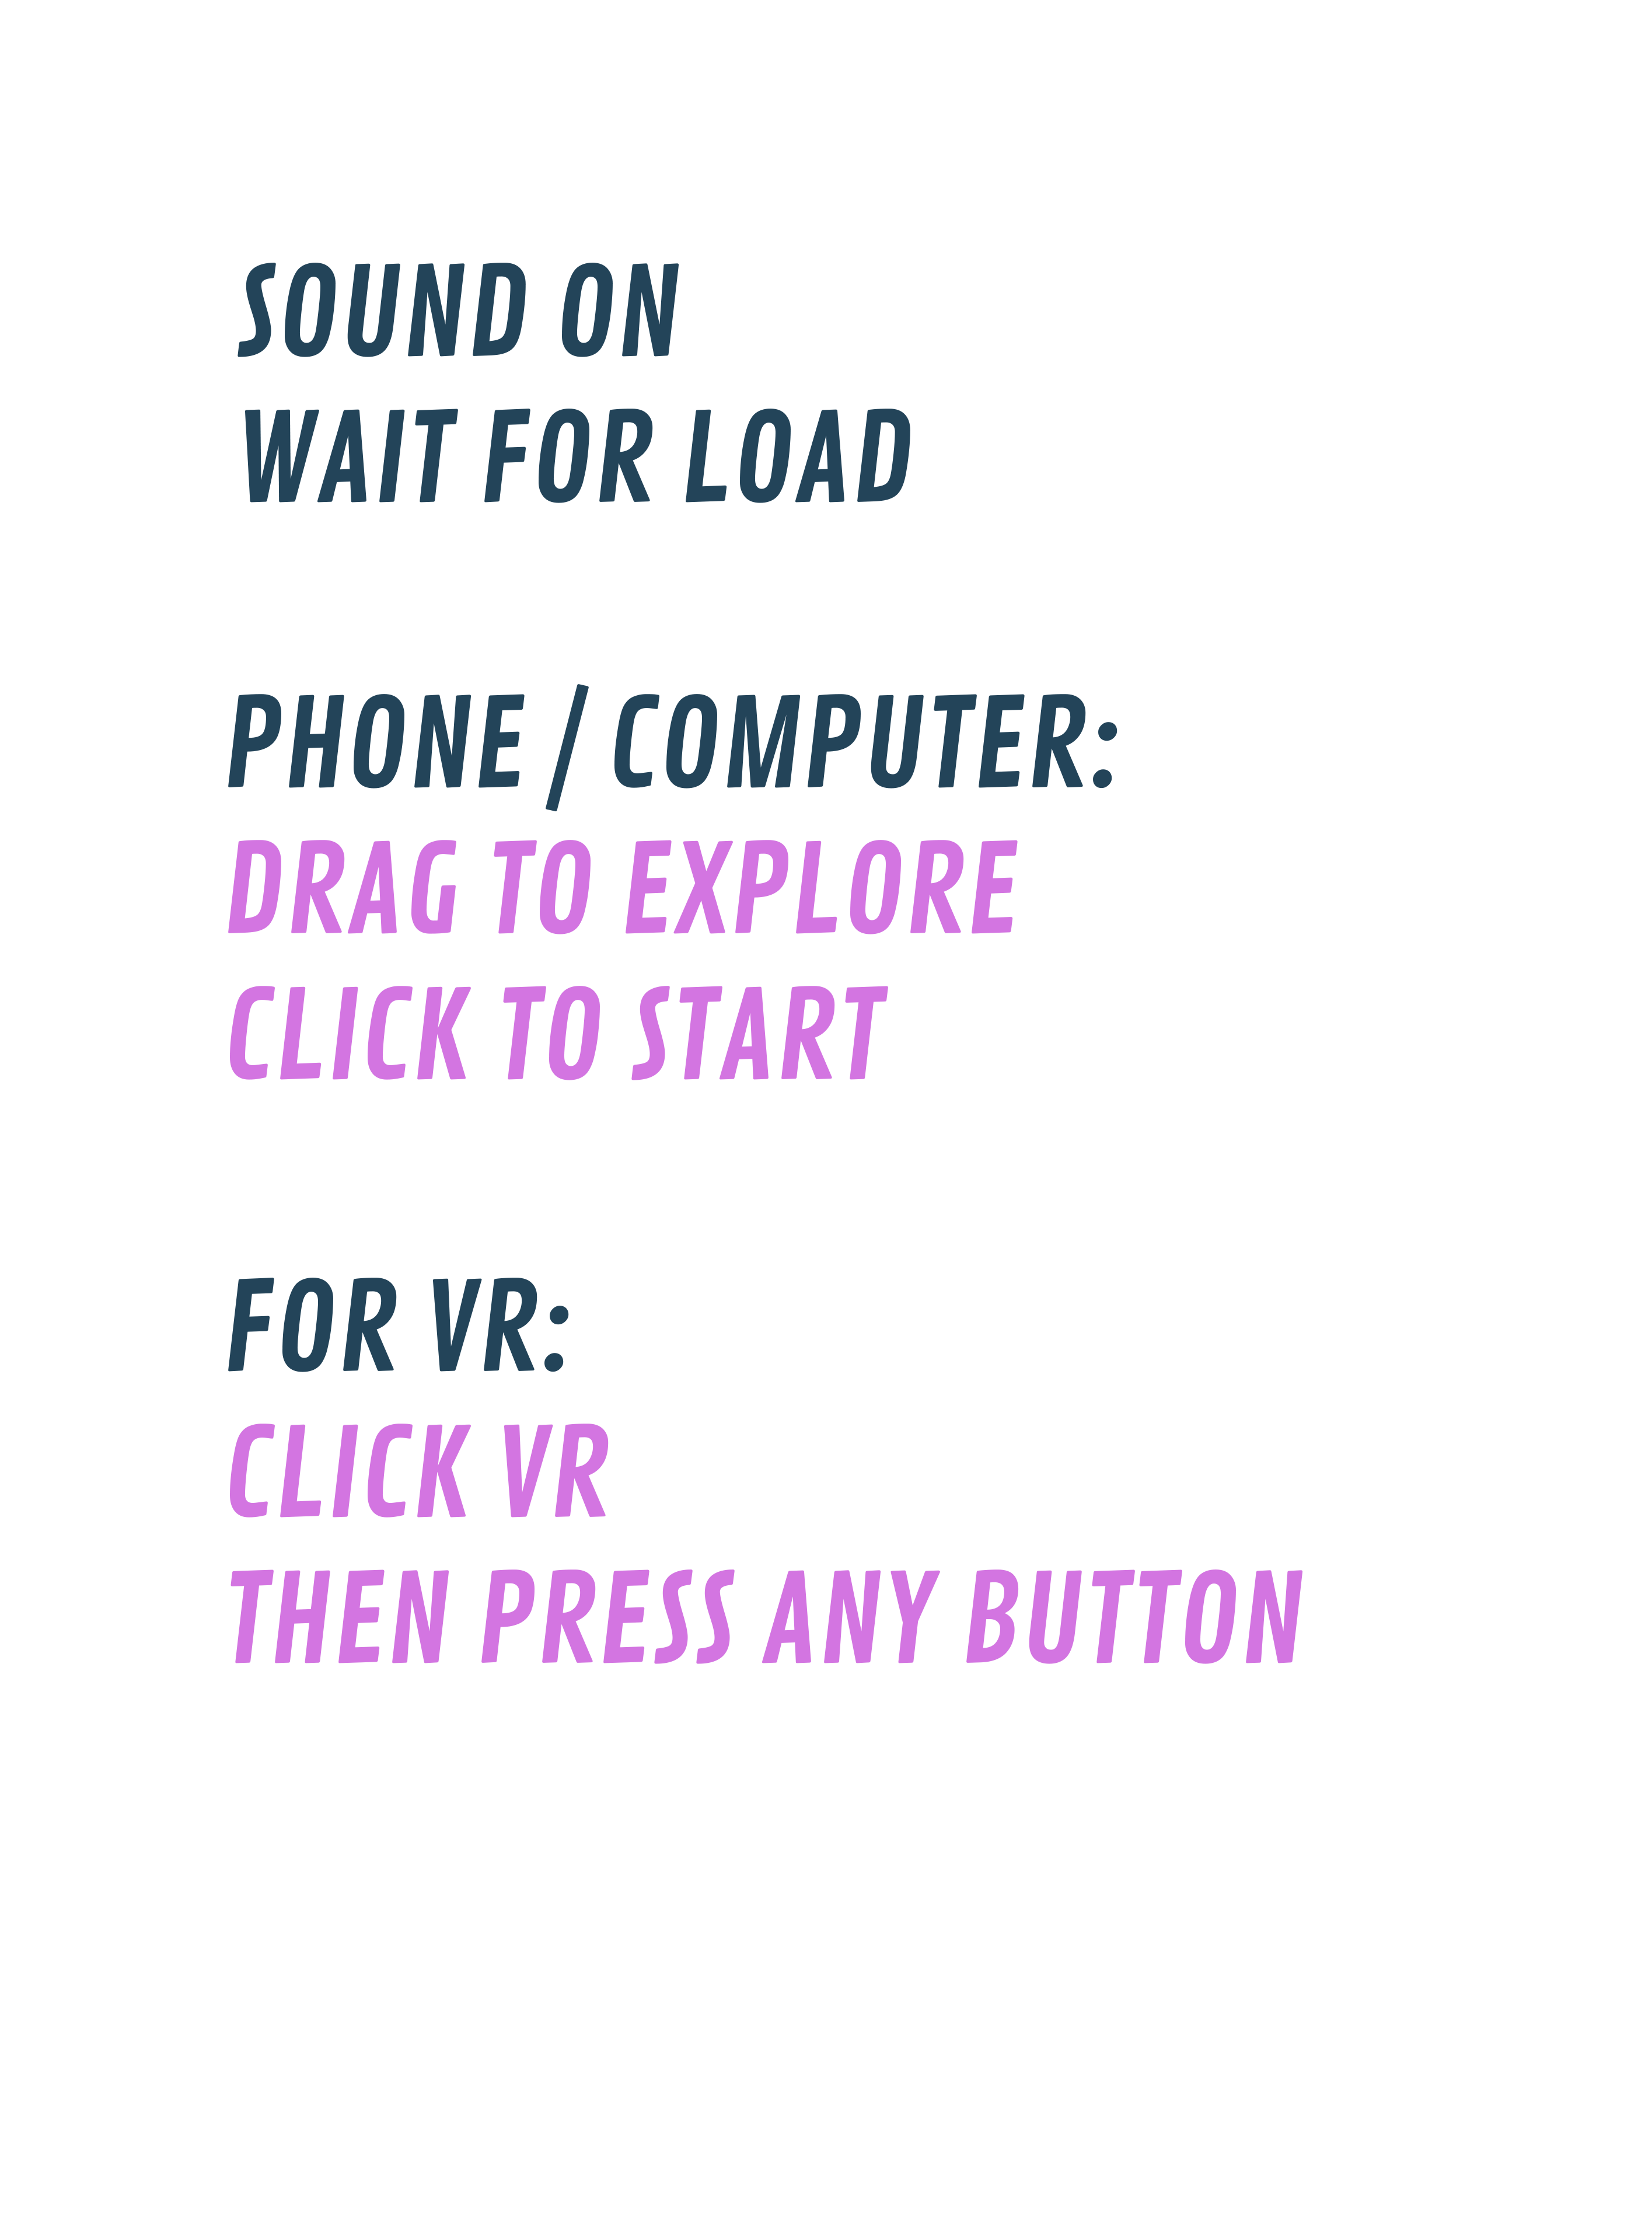 SOUND ON
WAIT FOR LOAD
PHONE / COMPUTER:
DRAG TO EXPLORE
CLICK TO START
FOR VR:
CLICK VR
THEN PRESS ANY BUTTON